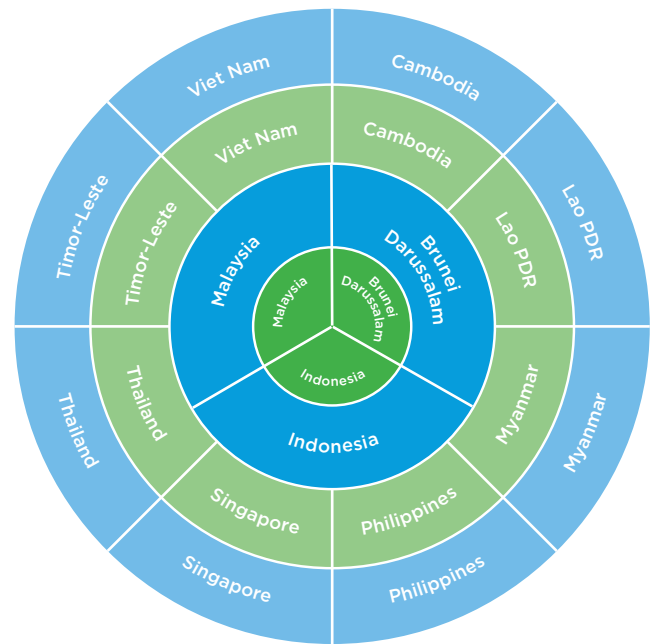 Viet Nam
Cambodia
Lao PDR
Myanmar
Philippines
Singapore
Thailand
Timor-Leste
Viet Nam
Cambodia
Lao PDR
Myanmar
Philippines
Singapore
Thailand
Timor-Leste
Malaysia
Brunei
Darussalam
Indonesia
Malaysia
Brunei
Darussalam
Indonesia